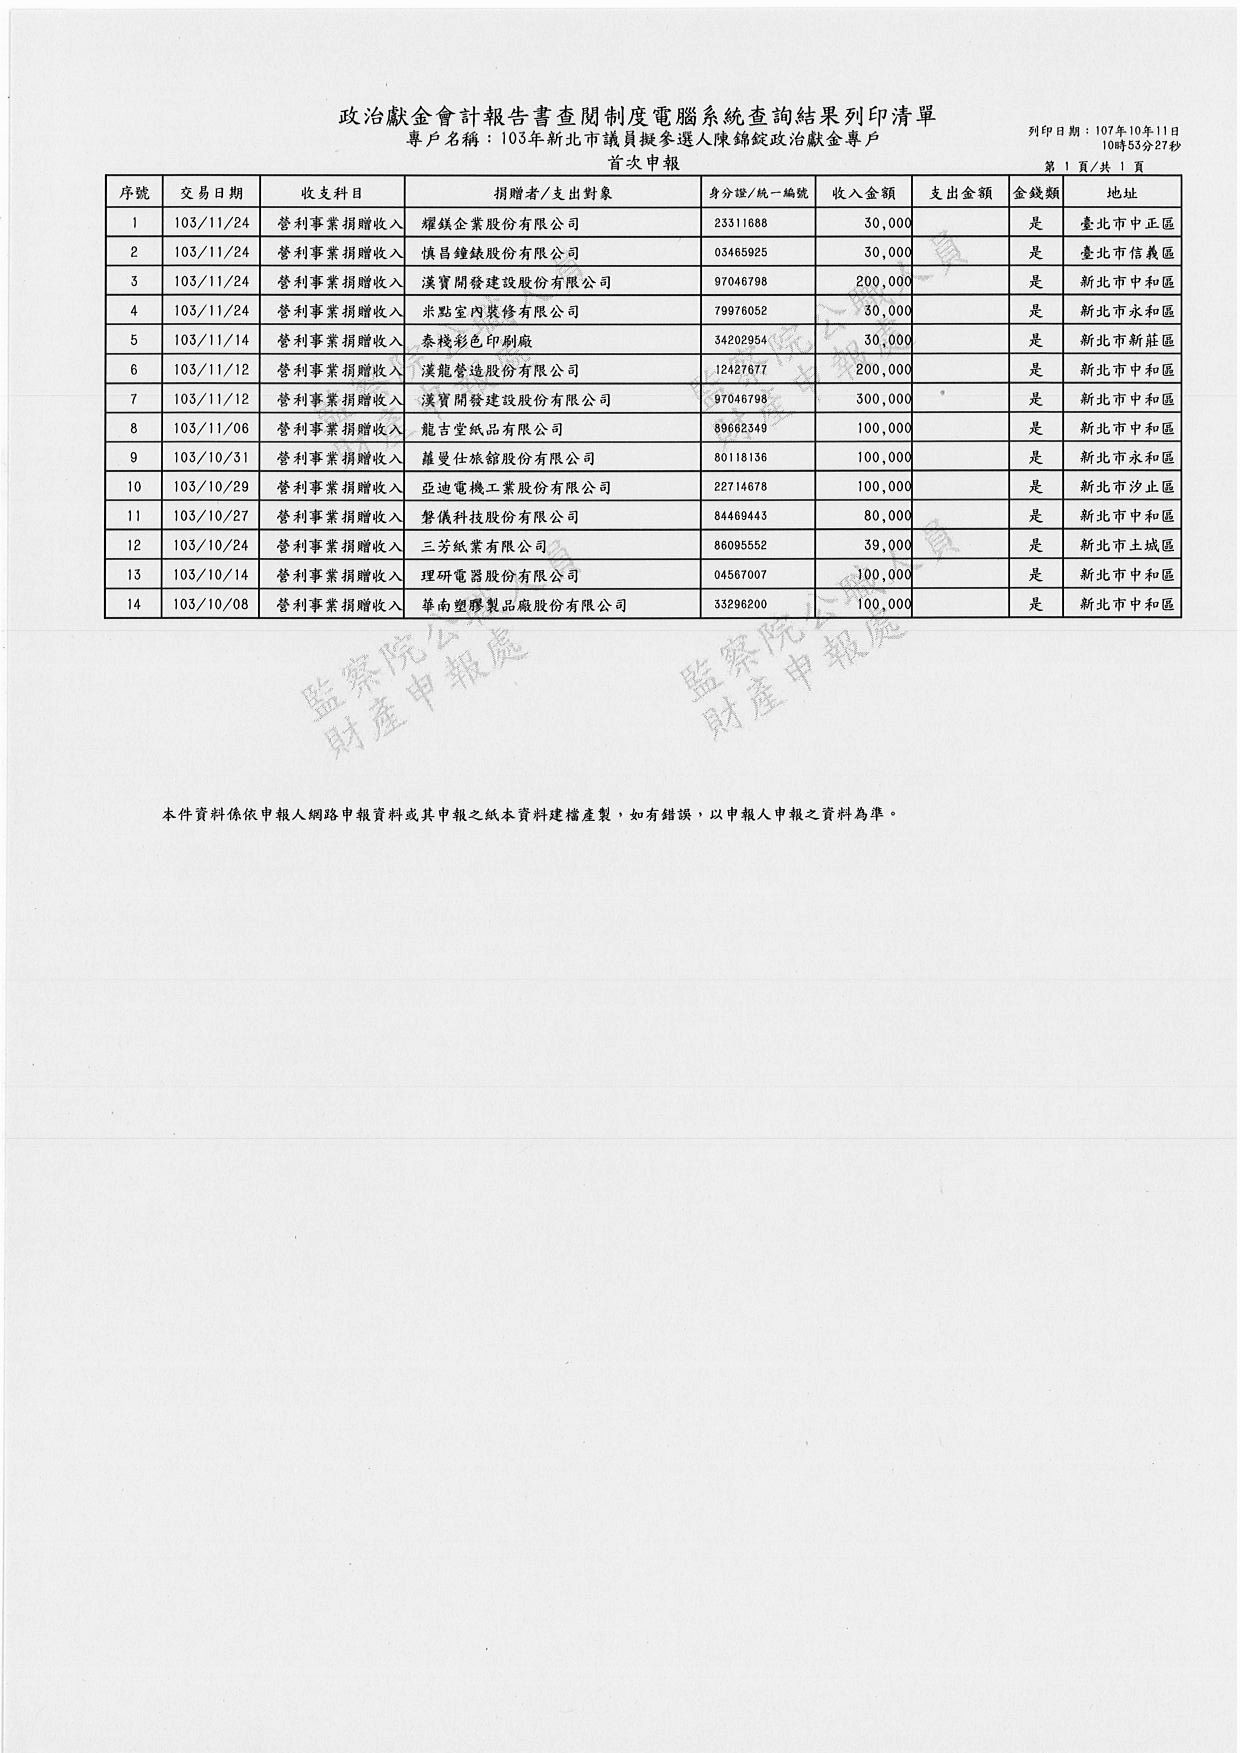 政治獻金會計報告書查閱制度電腦系統查詢結果列印清單
專戶名稱：103年新北市議員擬參選人陳錦錠政治獻金專戶
列印日期：107年10年11日
10時53分27秒
首次申報
第 1 頁/共 1 頁
序號 交易日期 收支科目 捐贈者/支出對象 身分證/統一編號 收入金額 支出金額 金錢類 地址
1 103/11/24 營利事業捐贈收入 耀鎂企業股份有限公司 23311688 30,000 是 臺北市中正區
2 103/11/24 營利事業捐贈收入 慎昌鐘錶股份有限公司 03465925 30,000 是 臺北市信義區
3 103/11/24 營利事業捐贈收入 漢寶開發建設股份有限公司 97046798 200,000 是 新北市中和區
4 103/11/24 營利事業捐贈收入 米點室內裝修有限公司 79976052 30,000 是 新北市永和區
5 103/11/14 營利事業捐贈收入 泰棧彩色印刷廠 34202954 30,000 是 新北市新莊區
6 103/11/12 營利事業捐贈收入 漢龍營造股份有限公司 12427677 200,000 是 新北市中和區
7 103/11/12 營利事業捐贈收入 漢寶開發建設股份有限公司 97046798 300,000 是 新北市中和區
8 103/11/06 營利事業捐贈收入 龍吉堂紙品有限公司 89662349 100,000 是 新北市中和區
9 103/10/31 營利事業捐贈收入 蘿曼仕旅舘股份有限公司 80118136 100,000 是 新北市永和區
10 103/10/29 營利事業捐贈收入 亞迪電機工業股份有限公司 22714678 100,000 是 新北市汐止區
11 103/10/27 營利事業捐贈收入 磐儀科技股份有限公司 84469443 80,000 是 新北市中和區
12 103/10/24 營利事業捐贈收入 三芳紙業有限公司 86095552 39,000 是 新北市土城區
13 103/10/14 營利事業捐贈收入 理研電器股份有限公司 04567007 100,000 是 新北市中和區
14 103/10/08 營利事業捐贈收入 華南塑膠製品廠股份有限公司 33296200 100,000 是 新北市中和區
監察院公職人員
財產申報處
監察院公職人員
財產申報處
監察院公職人員
財產申報處
監察院公職人員
財產申報處
本件資料係依申報人網路申報資料或其申報之紙本資料建檔產製，如有錯誤，以申報人申報之資料為準。